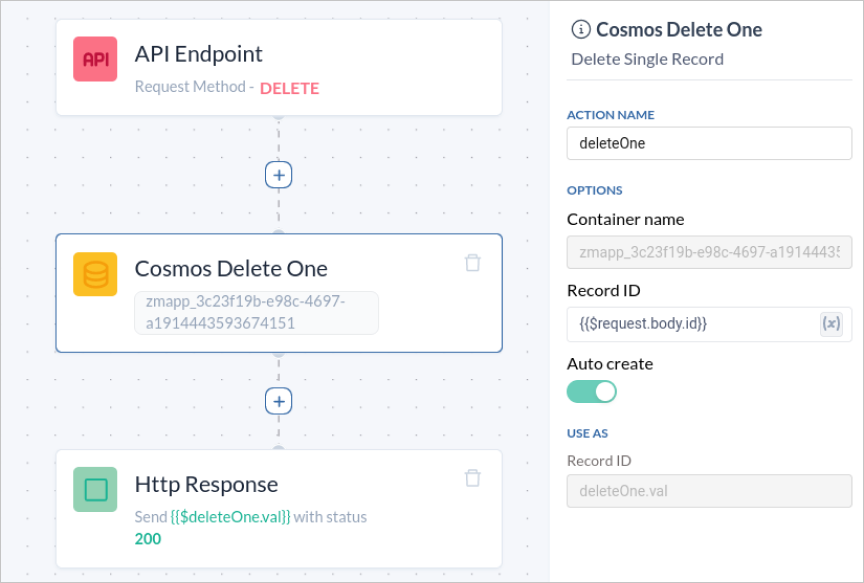 API
API Endpoint
Request Method - DELETE
Cosmos Delete One
zmapp_3c23f19b-e98c-4697-
a1914443593674151
Http Response
Send {{$deleteOne.val}} with status
200
Cosmos Delete One
Delete Single Record
ACTION NAME
deleteOne
OPTIONS
Container name
zmapp_3c23f19b-e98c-4697-a19144435
Record ID
{{$request.body.id}}
(x)
Auto create
USE AS
Record ID
deleteOne.val